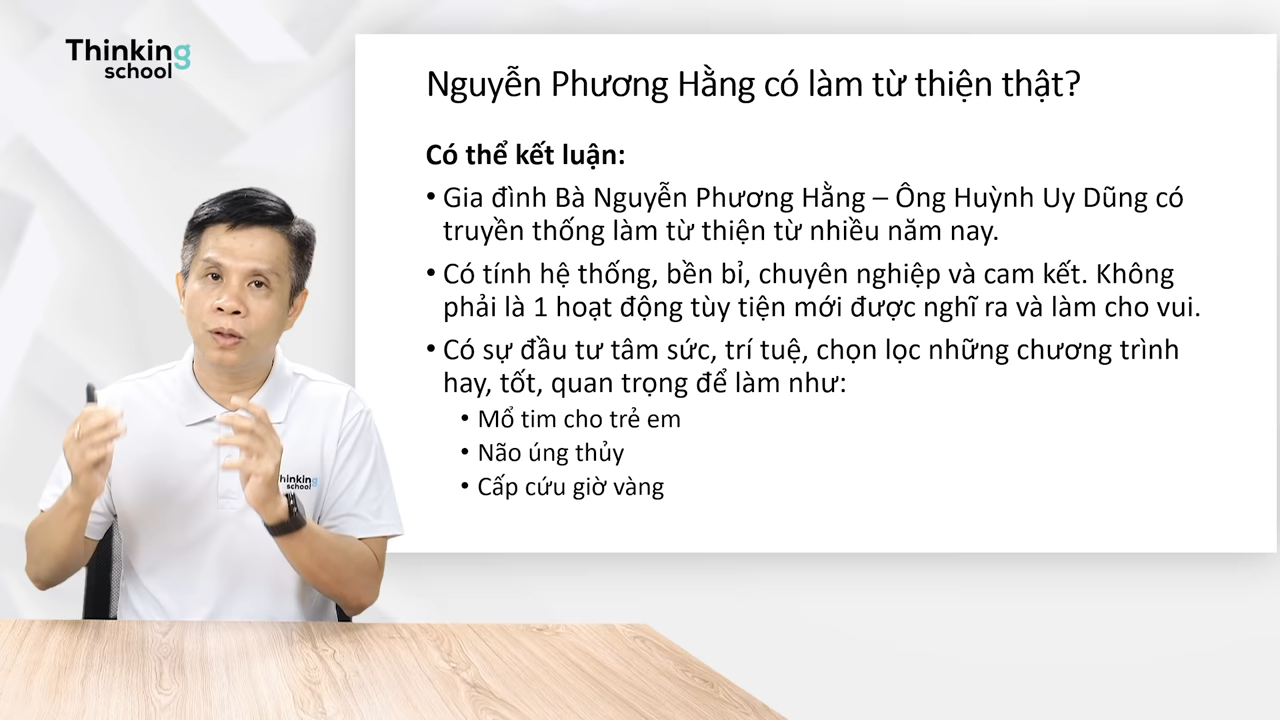 Thinking
school
Nguyễn Phương Hằng có làm từ thiện thật?
Có thể kết luận:
• Gia đình Bà Nguyễn Phương Hằng – Ông Huỳnh Uy Dũng có
truyền thống làm từ thiện từ nhiều năm nay.
• Có tính hệ thống, bền bỉ, chuyên nghiệp và cam kết. Không
phải là 1 hoạt động tùy tiện mới được nghĩ ra và làm cho vui.
• Có sự đầu tư tâm sức, trí tuệ, chọn lọc những chương trình
hay, tốt, quan trọng để làm như:
• Mổ tim cho trẻ em
• Não úng thủy
• Cấp cứu giờ vàng
hinking
school